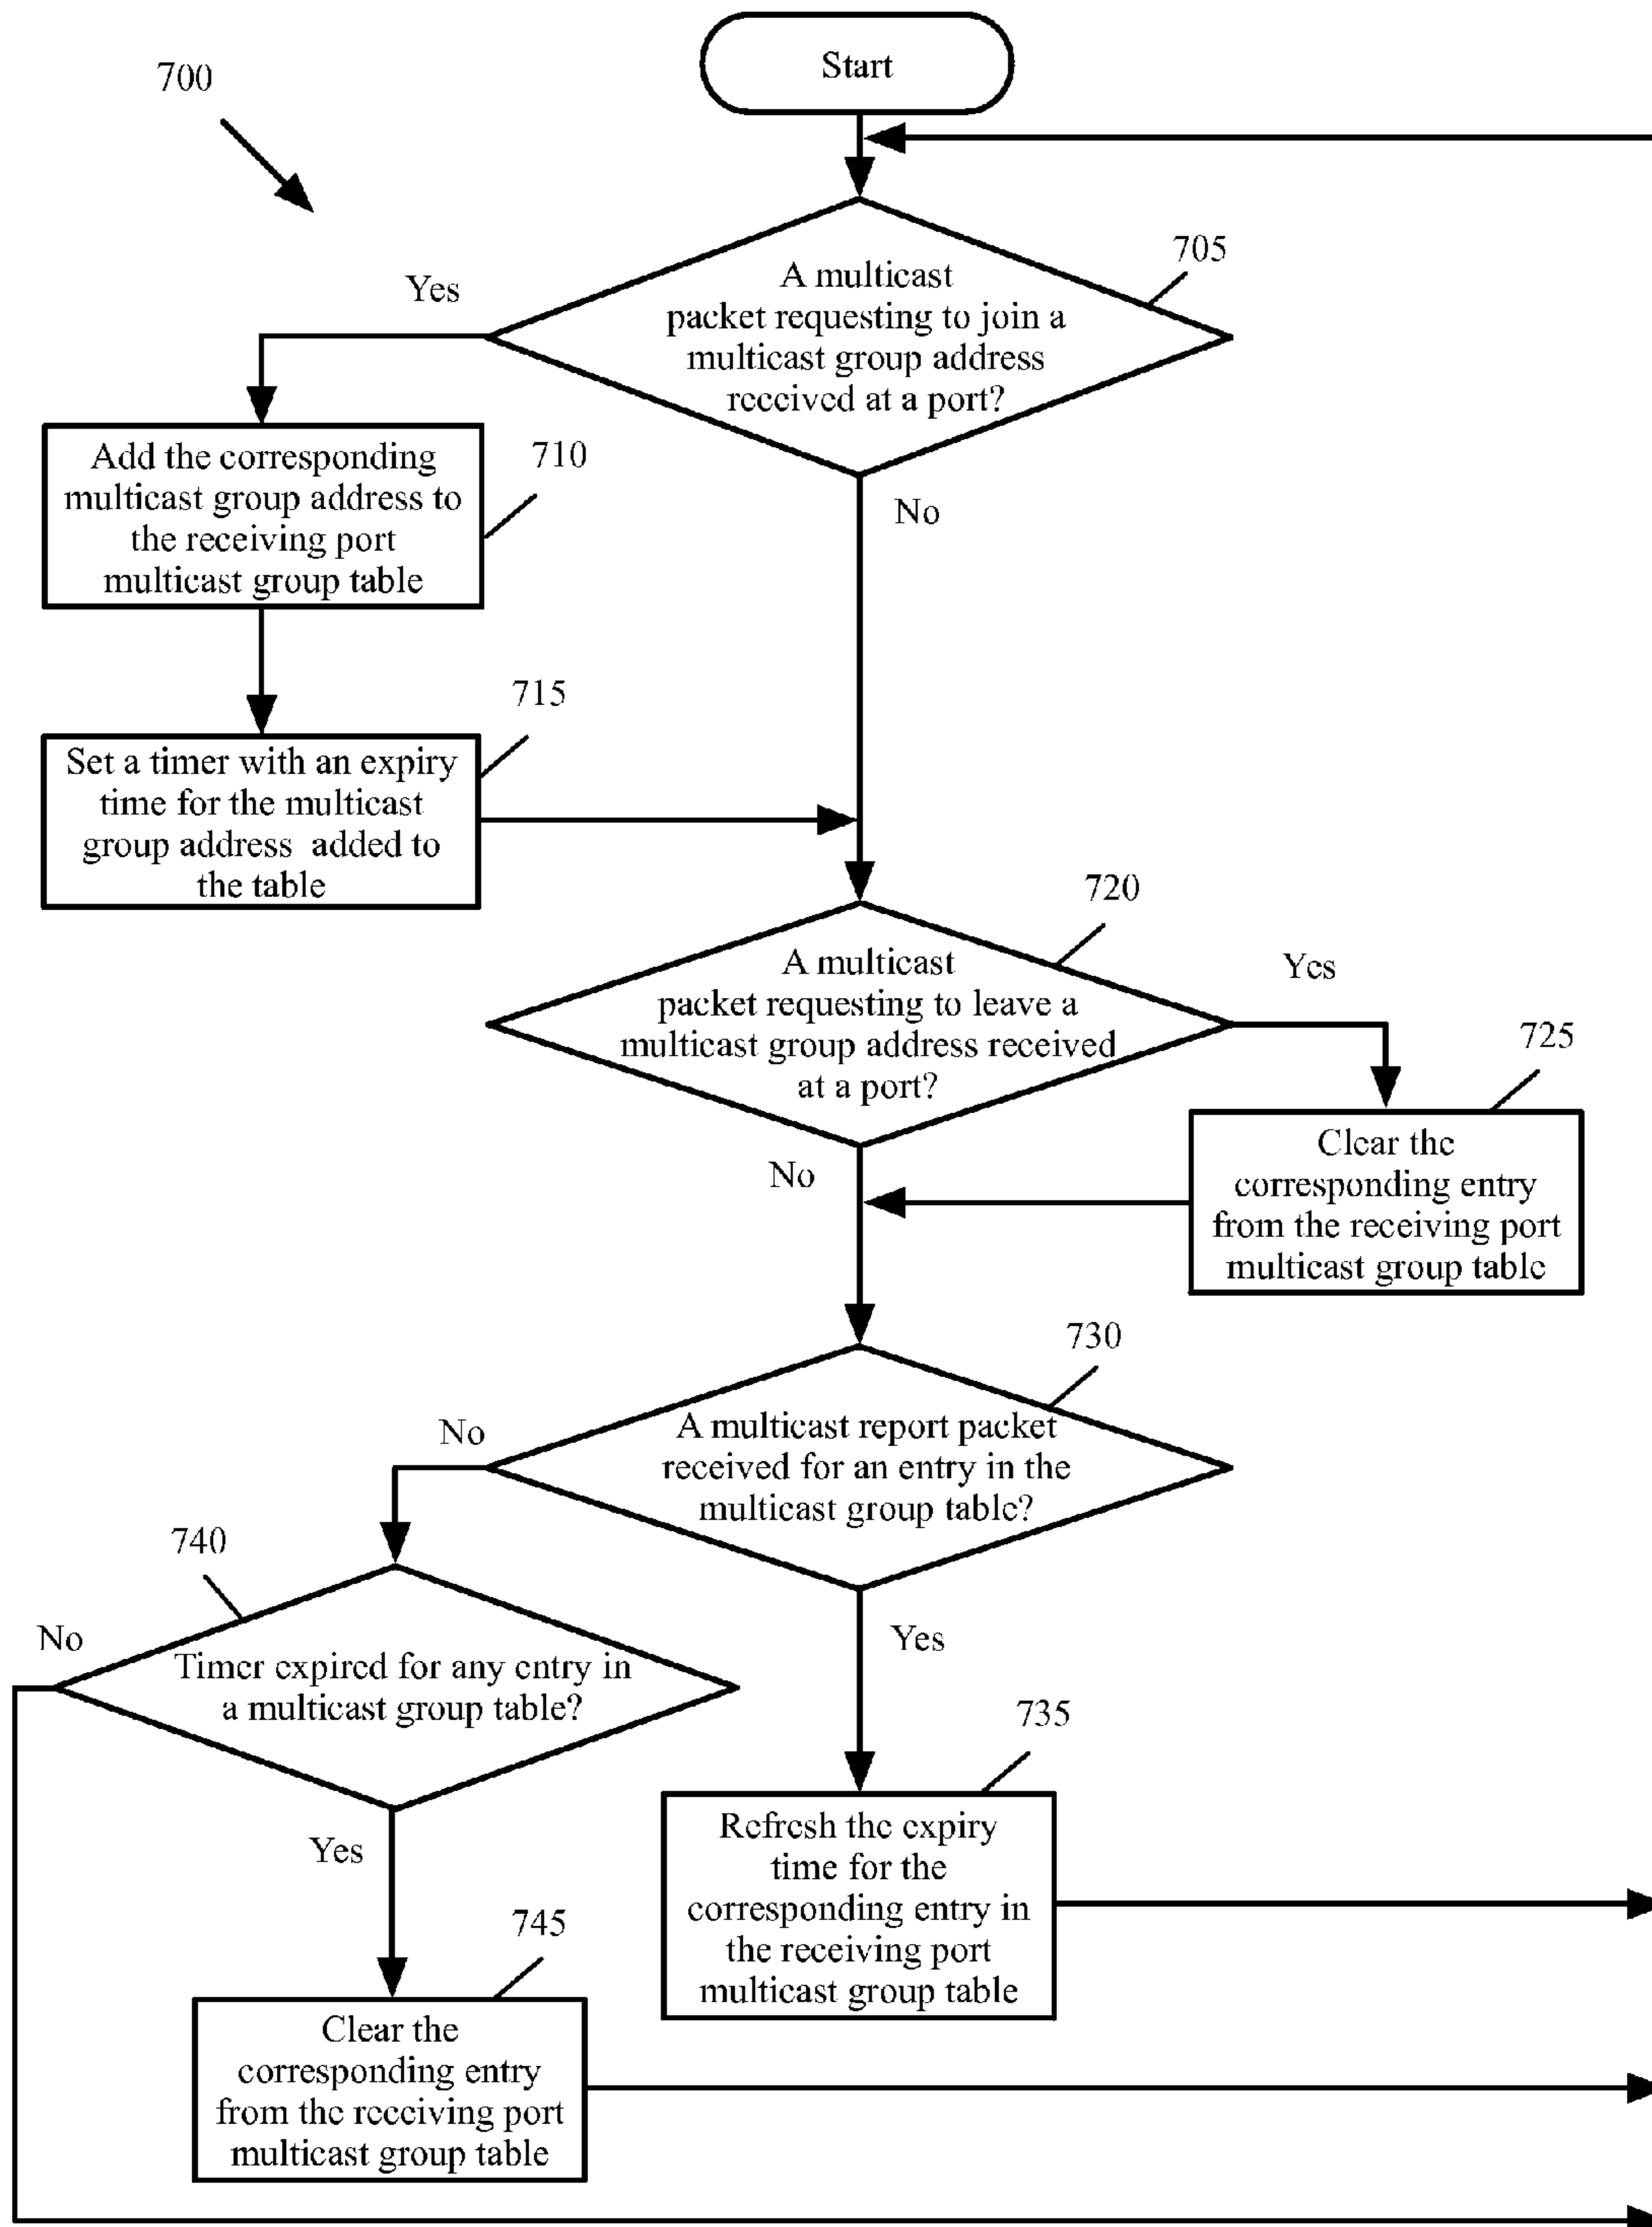 Start
700
705
Yes
A multicast
packet requesting to join a
multicast group address
received at a port?
Add the corresponding
multicast group address to
the receiving port
multicast group table
710
No
715
Set a timer with an expiry
time for the multicast
group address added to
the table
720
A multicast
packet requesting to leave a
multicast group address received
at a port?
Yes
725
No
Clear the
corresponding entry
from the receiving port
multicast group table
730
No
A multicast report packet
received for an entry in the
multicast group table?
740
No
Timer expired for any entry in
a multicast group table?
Yes
735
Yes
Refresh the expiry
time for the
corresponding entry in
the receiving port
multicast group table
745
Clear the
corresponding entry
from the receiving port
multicast group table